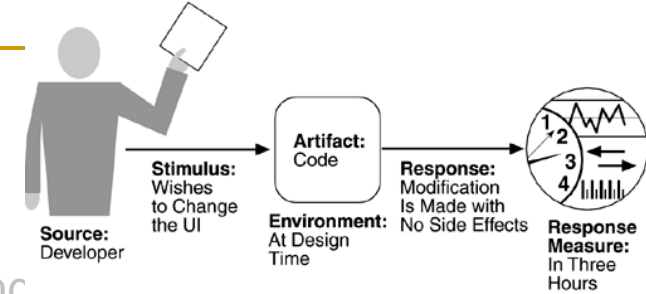 Source:
Developer
Stimulus:
Wishes
to Change
the UI
Artifact:
Code
Environment:
At Design
Time
Response:
Modification
Is Made with
No Side Effects
1
2
3
4
Response
Measure:
In Three
Hours